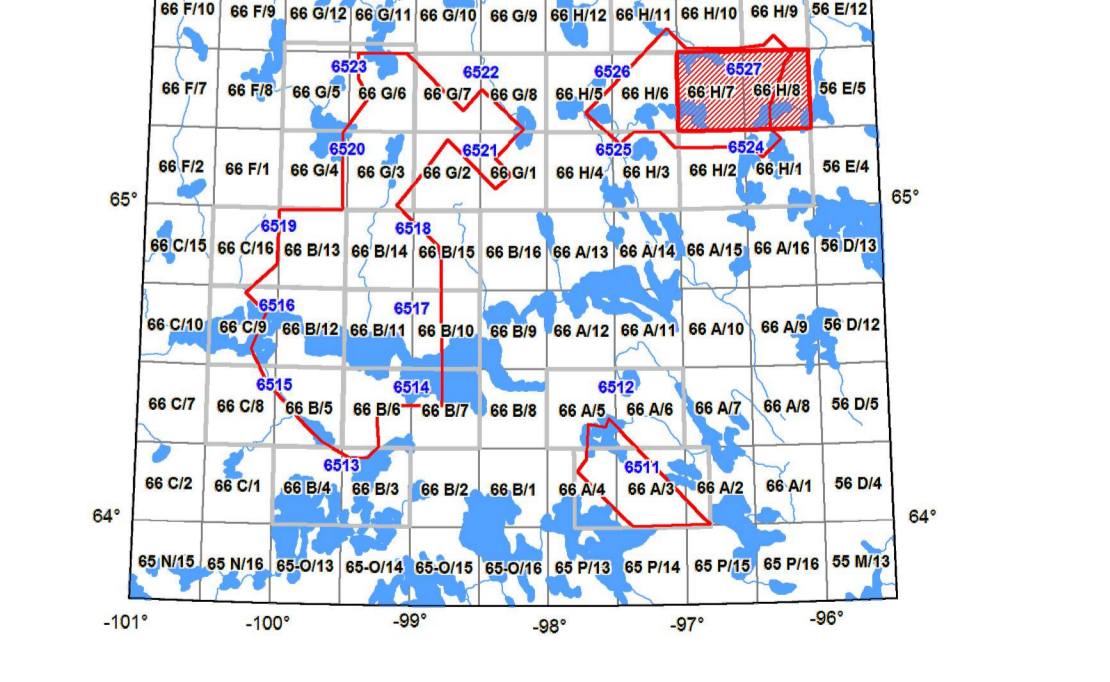 66 F/10 66 F/9 66 G/12 66 G/11 66 G/10 66 G/9 66 H/12 66 H/11 66 H/10 66 H/9 56 E/12
6523 6522 6526 6527
66 F/7 66 F/8 66 G/5 66 G/6 66 G/7 66 G/8 66 H/5 66 H/6 66 H/7 66 H/8 56 E/5
6520 6521 6525 6524
66 F/2 66 F/1 66 G/4 66 G/3 66 G/2 66 G/1 66 H/4 66 H/3 66 H/2 66 H/1 56 E/4
65° 65°
6519 6518
66 C/15 66 C/16 66 B/13 66 B/14 66 B/15 66 B/16 66 A/13 66 A/14 66 A/15 66 A/16 56 D/13
6516 6517
66 C/10 66 C/9 66 B/12 66 B/11 66 B/10 66 B/9 66 A/12 66 A/11 66 A/10 66 A/9 56 D/12
6515 6514 6512
66 C/7 66 C/8 66 B/5 66 B/6 66 B/7 66 B/8 66 A/5 66 A/6 66 A/7 66 A/8 56 D/5
6513 6511
66 C/2 66 C/1 66 B/4 66 B/3 66 B/2 66 B/1 66 A/4 66 A/3 66 A/2 66 A/1 56 D/4
64° 64°
65 N/15 65 N/16 65-O/13 65-O/14 65-O/15 65-O/16 65 P/13 65 P/14 65 P/15 65 P/16 55 M/13
-101° -100° -99° -98° -97° -96°